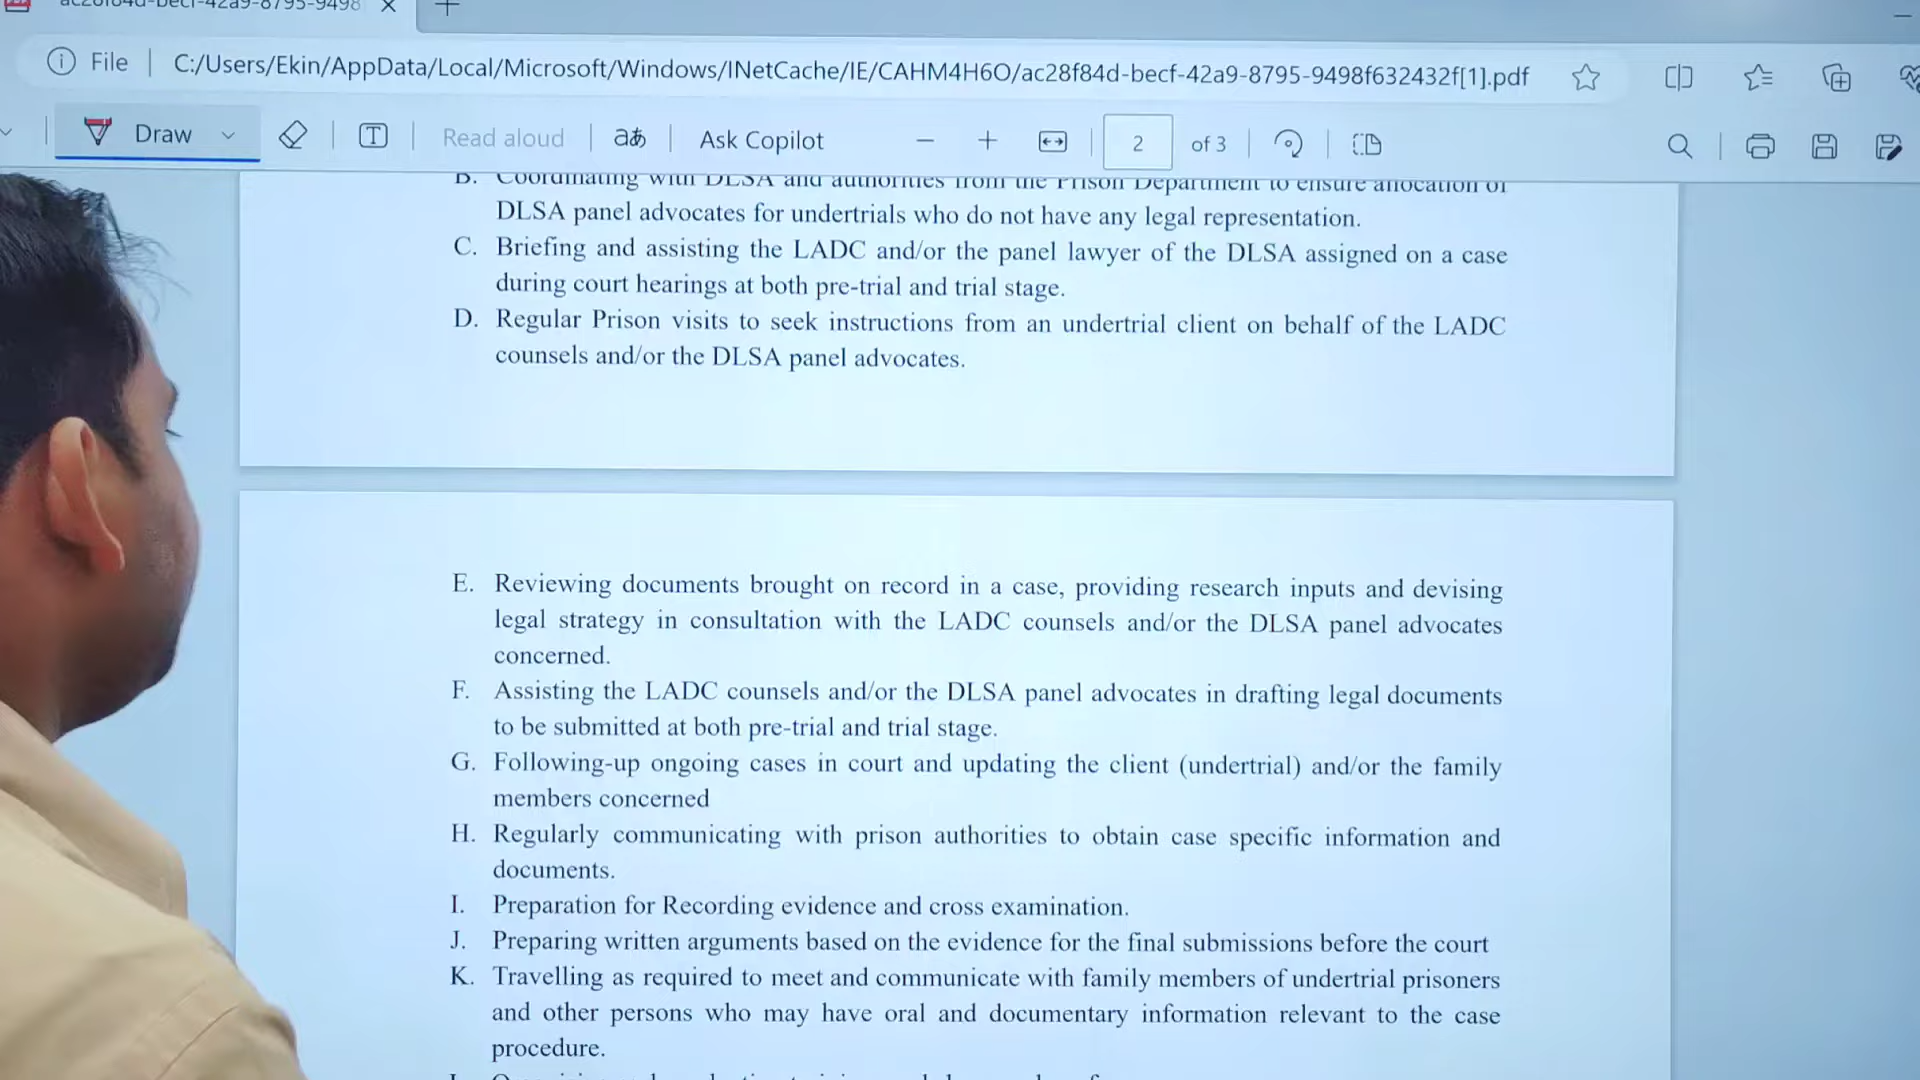 File
C:/Users/Ekin/AppData/Local/Microsoft/Windows/INetCache/IE/CAHM4H6O/ac28f84d-becf-42a9-8795-9498f632432f[1].pdf
Draw
Read aloud
aあ
Ask Copilot
2
of 3
B. Coordinating with DLSA and authorities from the Prison Department to ensure allocation of
DLSA panel advocates for undertrials who do not have any legal representation.
C. Briefing and assisting the LADC and/or the panel lawyer of the DLSA assigned on a case
during court hearings at both pre-trial and trial stage.
D. Regular Prison visits to seek instructions from an undertrial client on behalf of the LADC
counsels and/or the DLSA panel advocates.
E. Reviewing documents brought on record in a case, providing research inputs and devising
legal strategy in consultation with the LADC counsels and/or the DLSA panel advocates
concerned.
F. Assisting the LADC counsels and/or the DLSA panel advocates in drafting legal documents
to be submitted at both pre-trial and trial stage.
G. Following-up ongoing cases in court and updating the client (undertrial) and/or the family
members concerned
H. Regularly communicating with prison authorities to obtain case specific information and
documents.
I. Preparation for Recording evidence and cross examination.
J. Preparing written arguments based on the evidence for the final submissions before the court
K. Travelling as required to meet and communicate with family members of undertrial prisoners
and other persons who may have oral and documentary information relevant to the case
procedure.